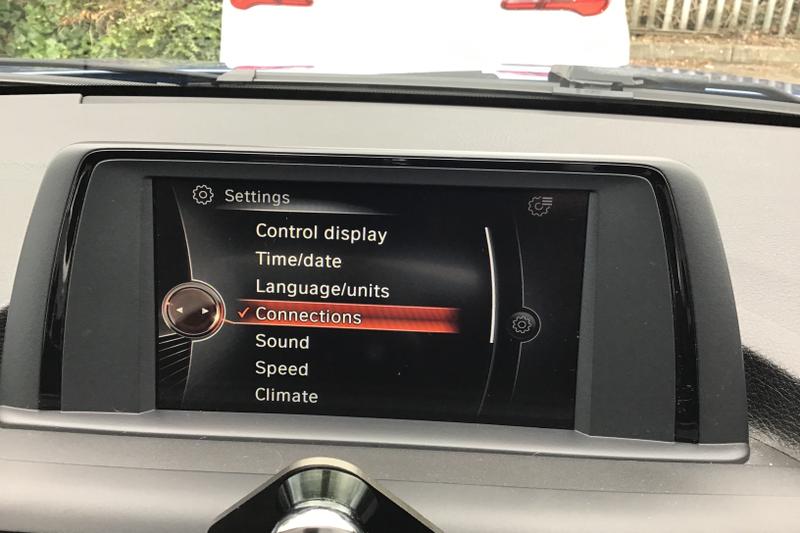 Settings
Control display
Time/date
Language/units
Connections
Sound
Speed
Climate